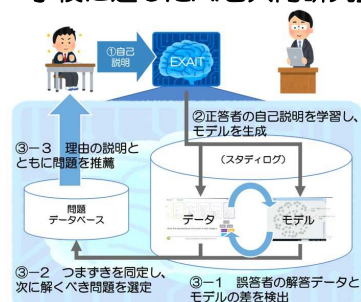 ①自己
説明
EXAIT
②正答者の自己説明を学習し、
モデルを生成
③－3　理由の説明と
ともに問題を推薦
（スタディログ）
問題
データベース
データ
モデル
③－2　つまずきを同定し、
次に解くべき問題を選定
③－1　誤答者の解答データと
モデルの差を検出